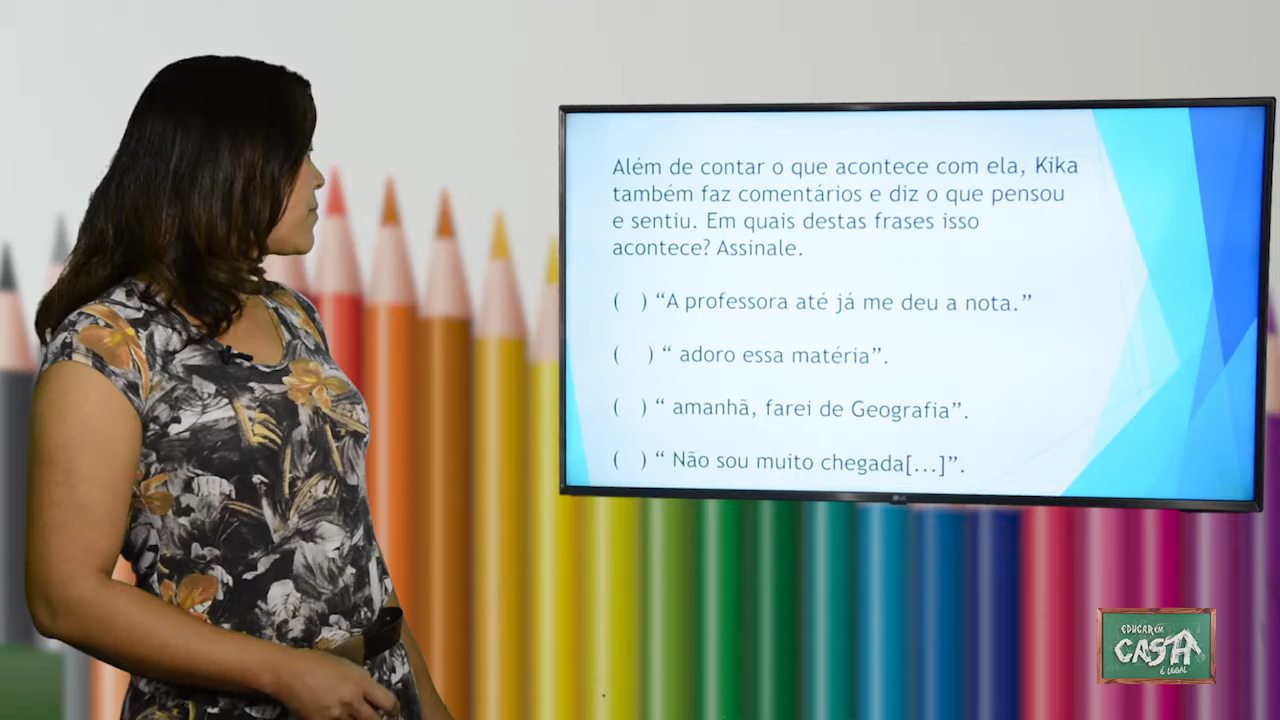 Além de contar o que acontece com ela, Kika
também faz comentários e diz o que pensou
e sentiu. Em quais destas frases isso
acontece? Assinale.
(   ) “A professora até já me deu a nota.”
(   ) “ adoro essa matéria”.
(   ) “ amanhã, farei de Geografia”.
(   ) “ Não sou muito chegada[...]”.
LG
EDUCAR EM
CASA
É LEGAL